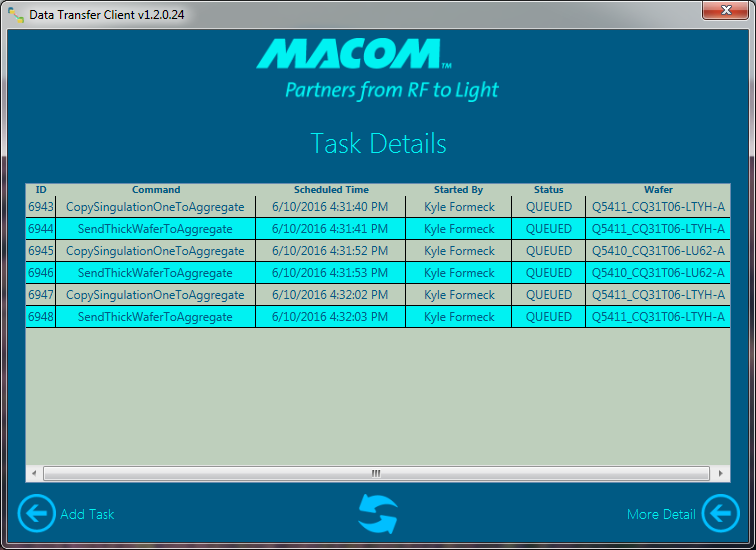 Data Transfer Client v1.2.0.24
MACOM™
Partners from RF to Light
Task Details
ID Command Scheduled Time Started By Status Wafer
6943 CopySingulationOneToAggregate 6/10/2016 4:31:40 PM Kyle Formeck QUEUED Q5411_CQ31T06-LTYH-A
6944 SendThickWaferToAggregate 6/10/2016 4:31:41 PM Kyle Formeck QUEUED Q5411_CQ31T06-LTYH-A
6945 CopySingulationOneToAggregate 6/10/2016 4:31:52 PM Kyle Formeck QUEUED Q5410_CQ31T06-LU62-A
6946 SendThickWaferToAggregate 6/10/2016 4:31:53 PM Kyle Formeck QUEUED Q5410_CQ31T06-LU62-A
6947 CopySingulationOneToAggregate 6/10/2016 4:32:02 PM Kyle Formeck QUEUED Q5411_CQ31T06-LTYH-A
6948 SendThickWaferToAggregate 6/10/2016 4:32:03 PM Kyle Formeck QUEUED Q5411_CQ31T06-LTYH-A
Add Task
More Detail